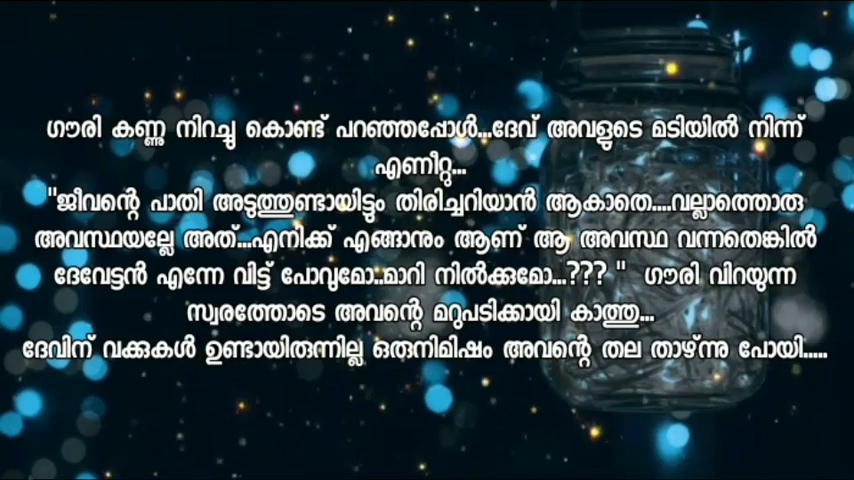 ഗൗരി കണ്ണു നിറച്ചു കൊണ്ട് പറഞ്ഞപ്പോൾ...ദേവ് അവളുടെ മടിയിൽ നിന്ന്
എണീറ്റു...
"ജീവന്റെ പാതി അടുത്തുണ്ടായിട്ടും തിരിച്ചറിയാൻ ആകാതെ....വല്ലാത്തൊരു
അവസ്ഥയല്ലേ അത്...എനിക്ക് എങ്ങാനും ആണ് ആ അവസ്ഥ വന്നതെങ്കിൽ
ദേവേട്ടൻ എന്നേ വിട്ട് പോവുമോ..മാറി നിൽക്കുമോ...??? " ഗൗരി വിറയുന്ന
സ്വരത്തോടെ അവന്റെ മറുപടിക്കായി കാത്തു...
ദേവിന് വക്കുകൾ ഉണ്ടായിരുന്നില്ല ഒരുനിമിഷം അവന്റെ തല താഴ്ന്നു പോയി.....